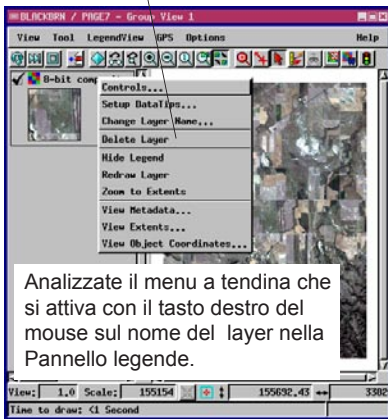 BLACKBRN / PAGE7 - Group View 1
View Tool LegendView GPS Options Help
8-bit
Controls...
Setup DataTips...
Change Layer Name...
Delete Layer
Hide Legend
Redraw Layer
Zoom to Extents
View Metadata...
View Extents...
View Object Coordinates...
Analizzate il menu a tendina che
si attiva con il tasto destro del
mouse sul nome del layer nella
Pannello legende.
View: 1.0 Scale: 155154 155692.43
Time to draw: <1 Second